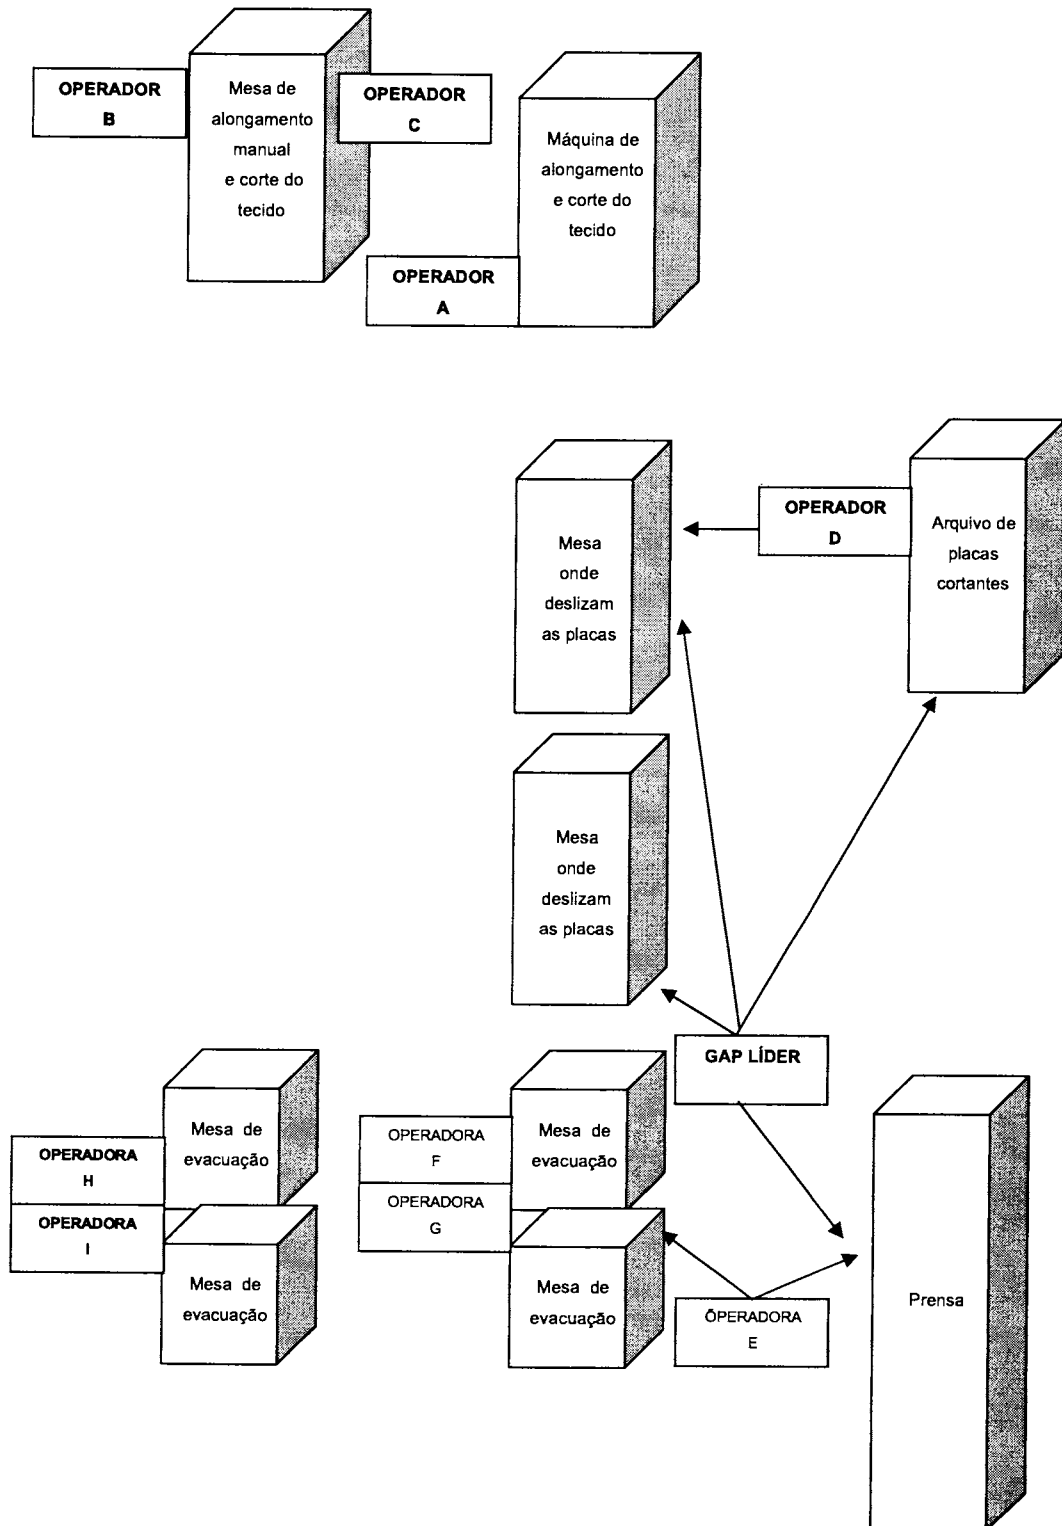 OPERADOR
B
Mesa de
alongamento
manual
e corte do
tecido
OPERADOR
C
Máquina de
alongamento
e corte do
tecido
OPERADOR
A
Mesa
onde
deslizam
as placas
OPERADOR
D
Arquivo de
placas
cortantes
Mesa
onde
deslizam
as placas
GAP LÍDER
OPERADORA
H
OPERADORA
I
Mesa de
evacuação
Mesa de
evacuação
OPERADORA
F
OPERADORA
G
Mesa de
evacuação
Mesa de
evacuação
OPERADORA
E
Prensa